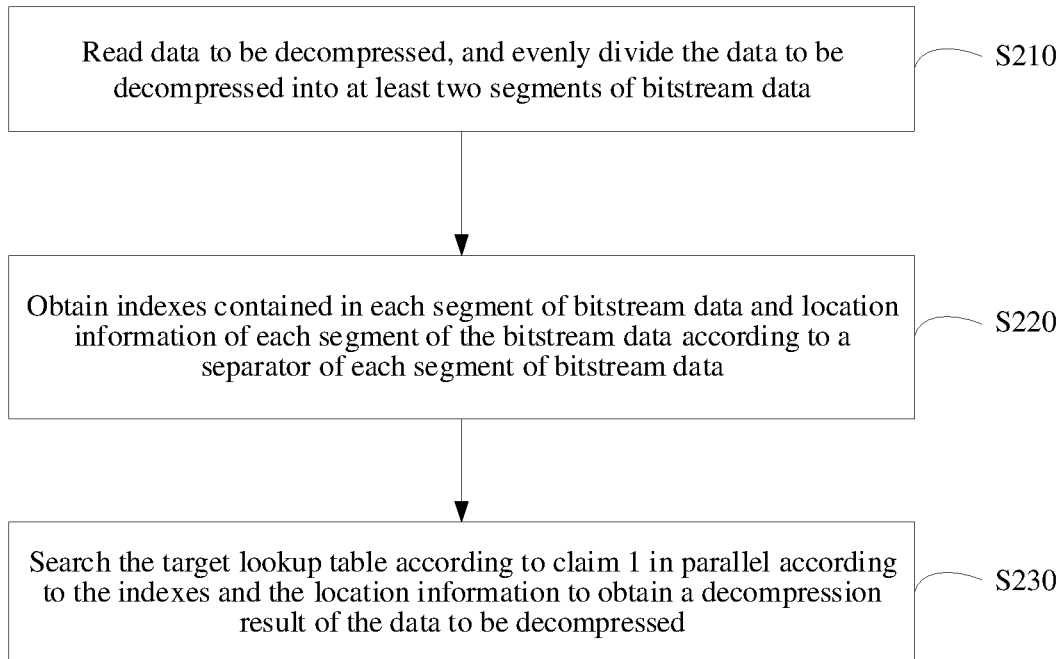 Read data to be decompressed, and evenly divide the data to be
decompressed into at least two segments of bitstream data
S210
Obtain indexes contained in each segment of bitstream data and location
information of each segment of the bitstream data according to a
separator of each segment of bitstream data
S220
Search the target lookup table according to claim 1 in parallel according
to the indexes and the location information to obtain a decompression
result of the data to be decompressed
S230